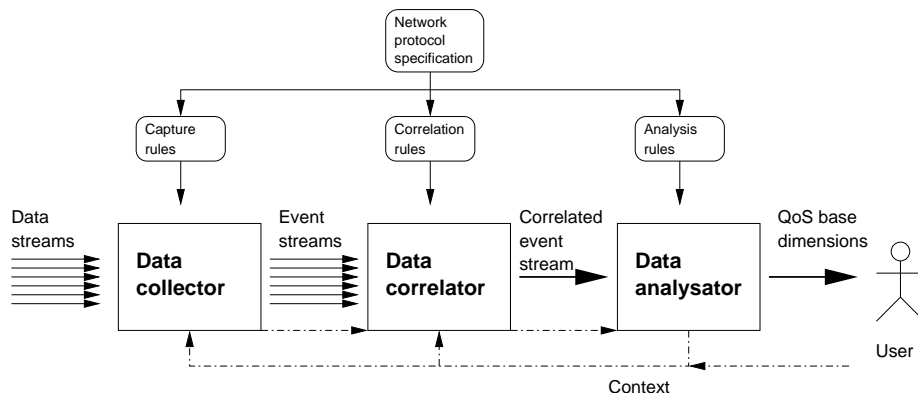 Network
protocol
specification
Capture
rules
Correlation
rules
Analysis
rules
Data
streams
Event
streams
Correlated
event
stream
QoS base
dimensions
Data
collector
Data
correlator
Data
analysator
User
Context